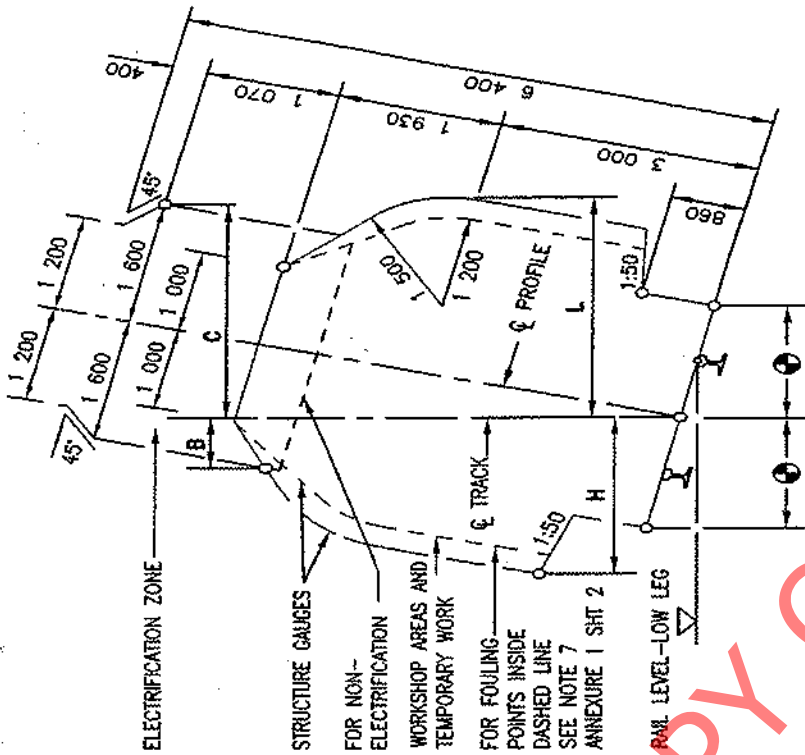 400
1 200
1 200
45°
1 600
1 600
45°
1 000
1 000
1 070
1 930
6 400
3 000
860
C
B
ELECTRIFICATION ZONE
STRUCTURE GAUGES
FOR NON-
ELECTRIFICATION
WORKSHOP AREAS AND
TEMPORARY WORK
FOR FOULING
POINTS INSIDE
DASHED LINE
SEE NOTE 7
ANNEXURE 1 SHT 2
RAIL LEVEL-LOW LEG
1 500
1 200
℄ PROFILE
L
℄ TRACK
H
1:50
1:50
PY